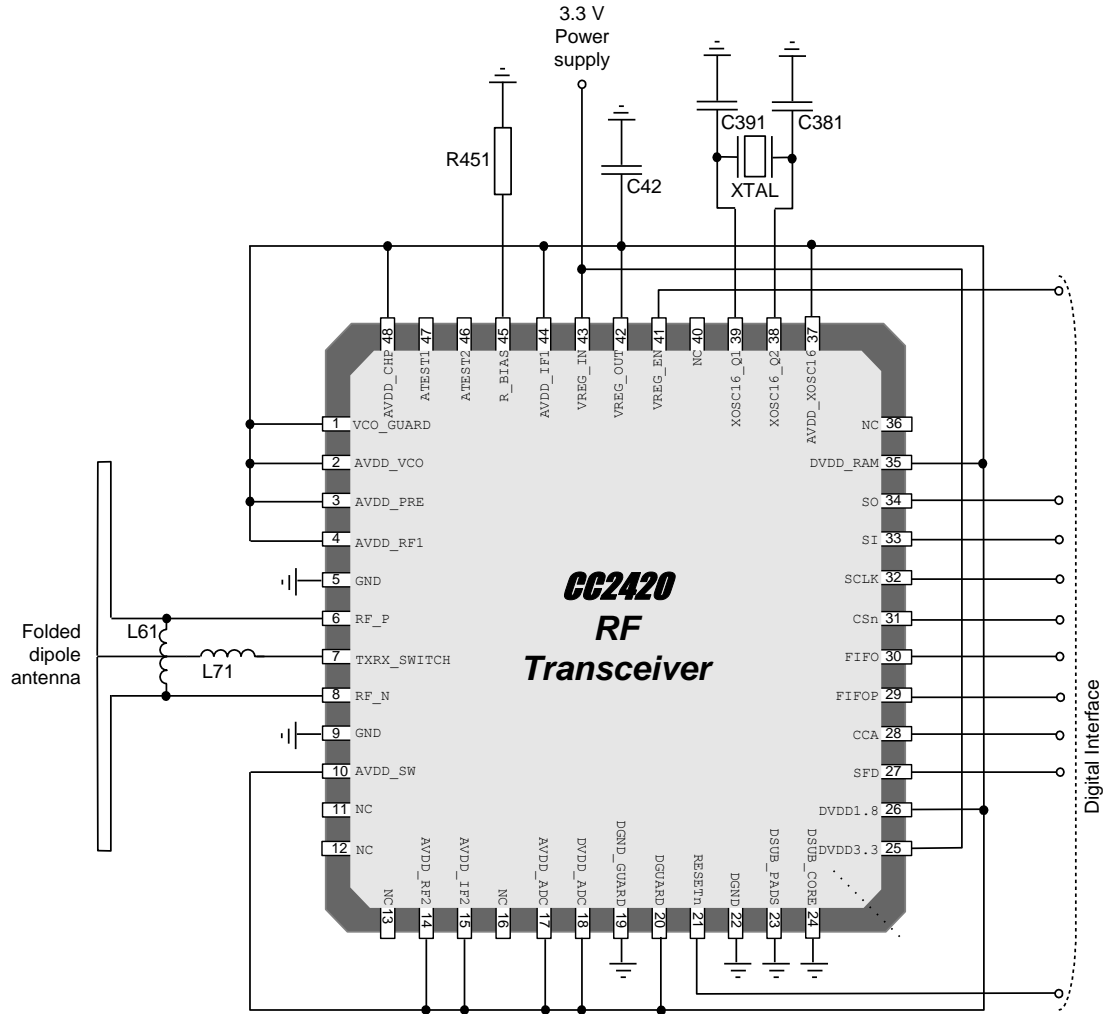 3.3 V
Power
supply
C391
C381
R451
C42
XTAL
48
47
46
45
44
43
42
41
40
39
38
37
AVDD_CHP
ATEST1
ATEST2
R_BIAS
AVDD_IF1
VREG_IN
VREG_OUT
VREG_EN
NC
XOSC16_Q1
XOSC16_Q2
AVDD_XOSC16
1 VCO_GUARD
2 AVDD_VCO
3 AVDD_PRE
4 AVDD_RF1
5 GND
6 RF_P
7 TXRX_SWITCH
8 RF_N
9 GND
10 AVDD_SW
11 NC
12 NC
Folded
dipole
antenna
L61
L71
CC2420
RF
Transceiver
NC 36
DVDD_RAM 35
SO 34
SI 33
SCLK 32
CSn 31
FIFO 30
FIFOP 29
CCA 28
SFD 27
DVDD1.8 26
DVDD3.3 25
Digital Interface
NC
AVDD_RF2
AVDD_IF2
NC
AVDD_ADC
DVDD_ADC
DGND_GUARD
DGUARD
RESETn
DGND
DSUB_PADS
DSUB_CORE
13
14
15
16
17
18
19
20
21
22
23
24